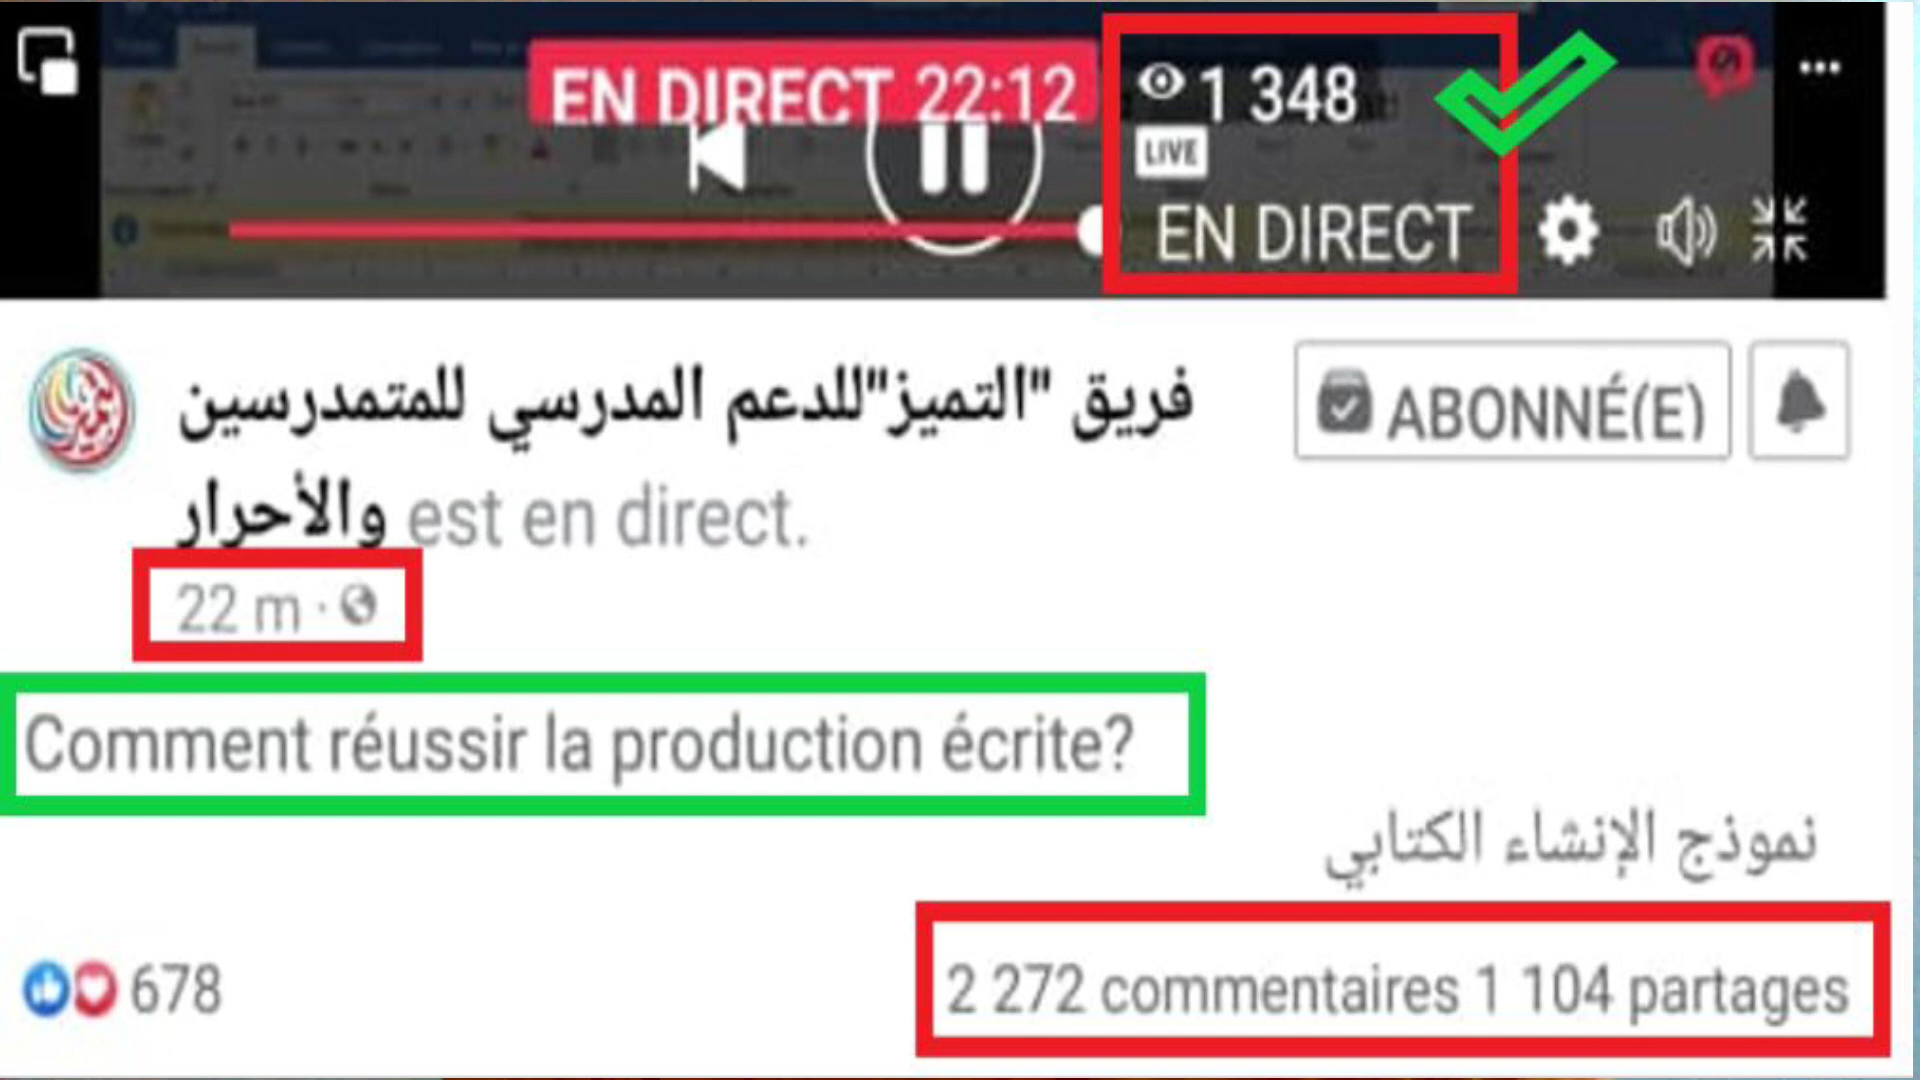 EN DIRECT 22:12
1 348
LIVE
EN DIRECT
فريق "التميز"للدعم المدرسي للمتمدرسين
والأحرار est en direct.
ABONNÉ(E)
22 m ·
Comment réussir la production écrite?
نموذج الإنشاء الكتابي
678
2 272 commentaires 1 104 partages